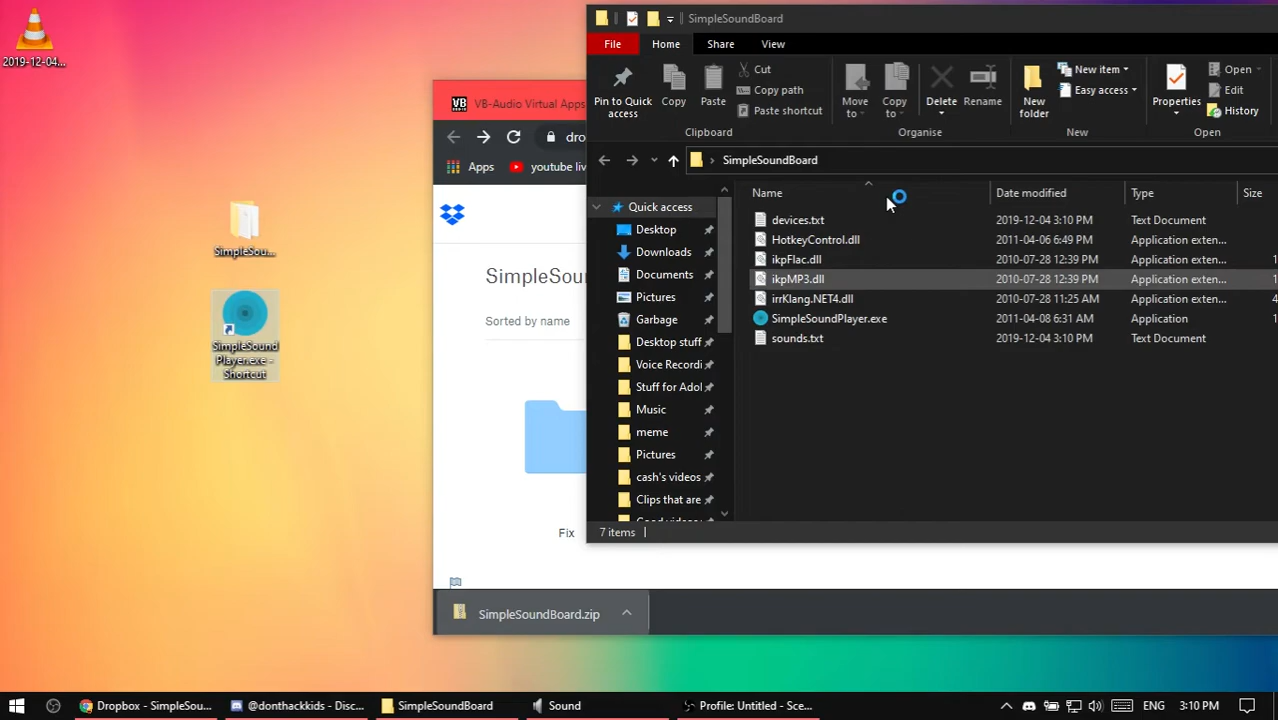 2019-12-04...
SimpleSou...
SimpleSound
Player.exe -
Shortcut
SimpleSoundBoard
File
Home
Share
View
Pin to Quick
access
Copy
Paste
Cut
Copy path
Paste shortcut
Clipboard
Move
to
Copy
to
Delete
Rename
Organise
New
folder
New item
Easy access
New
Properties
Open
Edit
History
Open
SimpleSoundBoard
Name
Date modified
Type
Size
Quick access
Desktop
Downloads
Documents
Pictures
Garbage
Desktop stuff
Voice Recordi
Stuff for Adol
Music
meme
Pictures
cash's videos
Clips that are
devices.txt 2019-12-04 3:10 PM Text Document
HotkeyControl.dll 2011-04-06 6:49 PM Application exten...
ikpFlac.dll 2010-07-28 12:39 PM Application exten... 1
ikpMP3.dll 2010-07-28 12:39 PM Application exten... 1
irrKlang.NET4.dll 2010-07-28 11:25 AM Application exten... 4
SimpleSoundPlayer.exe 2011-04-08 6:31 AM Application
sounds.txt 2019-12-04 3:10 PM Text Document
7 items
VB VB-Audio Virtual Apps
dro
Apps
youtube liv
SimpleSoun
Sorted by name
Fix
SimpleSoundBoard.zip
Dropbox - SimpleSou...
@donthackkids - Disc...
SimpleSoundBoard
Sound
Profile: Untitled - Sce...
ENG
3:10 PM